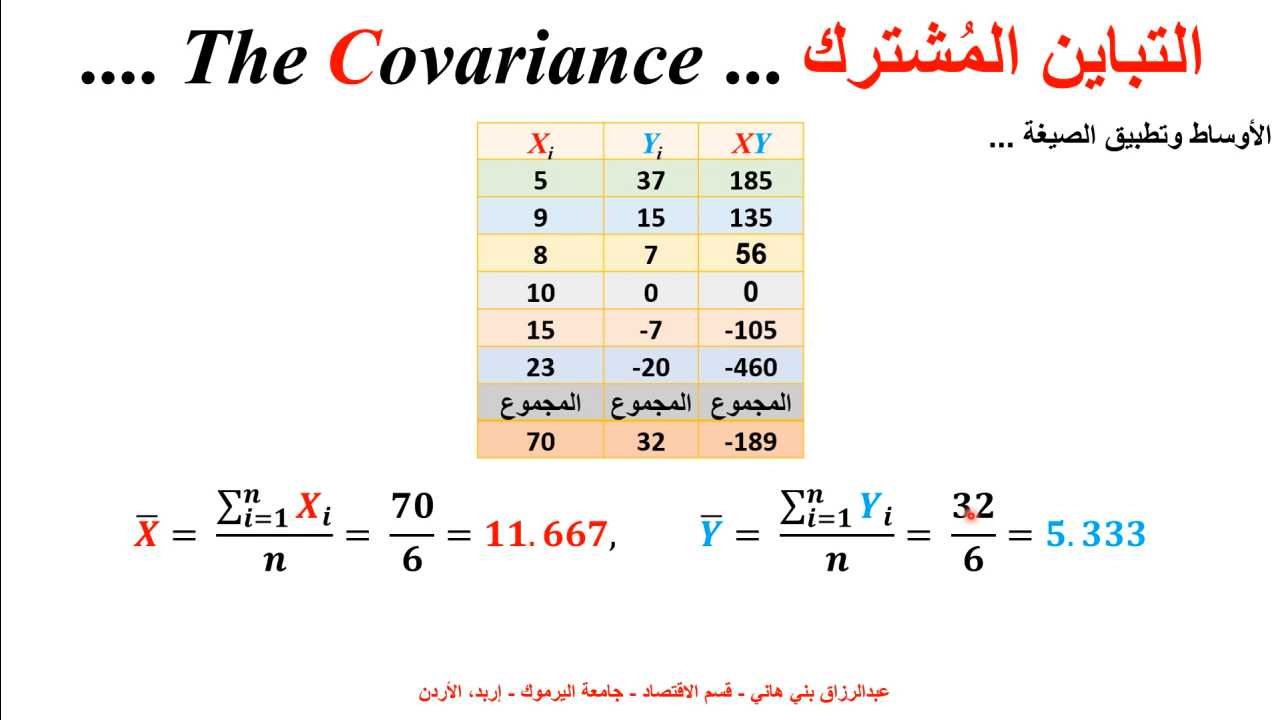 التباين المُشترك ... The Covariance ....
الأوساط وتطبيق الصيغة ...
Xᵢ Yᵢ XY
5 37 185
9 15 135
8 7 56
10 0 0
15 -7 -105
23 -20 -460
المجموع المجموع المجموع
70 32 -189
X̅ = ∑ⁿᵢ₌₁ Xᵢ / n = 70 / 6 = 11.667, Y̅ = ∑ⁿᵢ₌₁ Yᵢ / n = 32 / 6 = 5.333
عبدالرزاق بني هاني - قسم الاقتصاد - جامعة اليرموك - إربد، الأردن